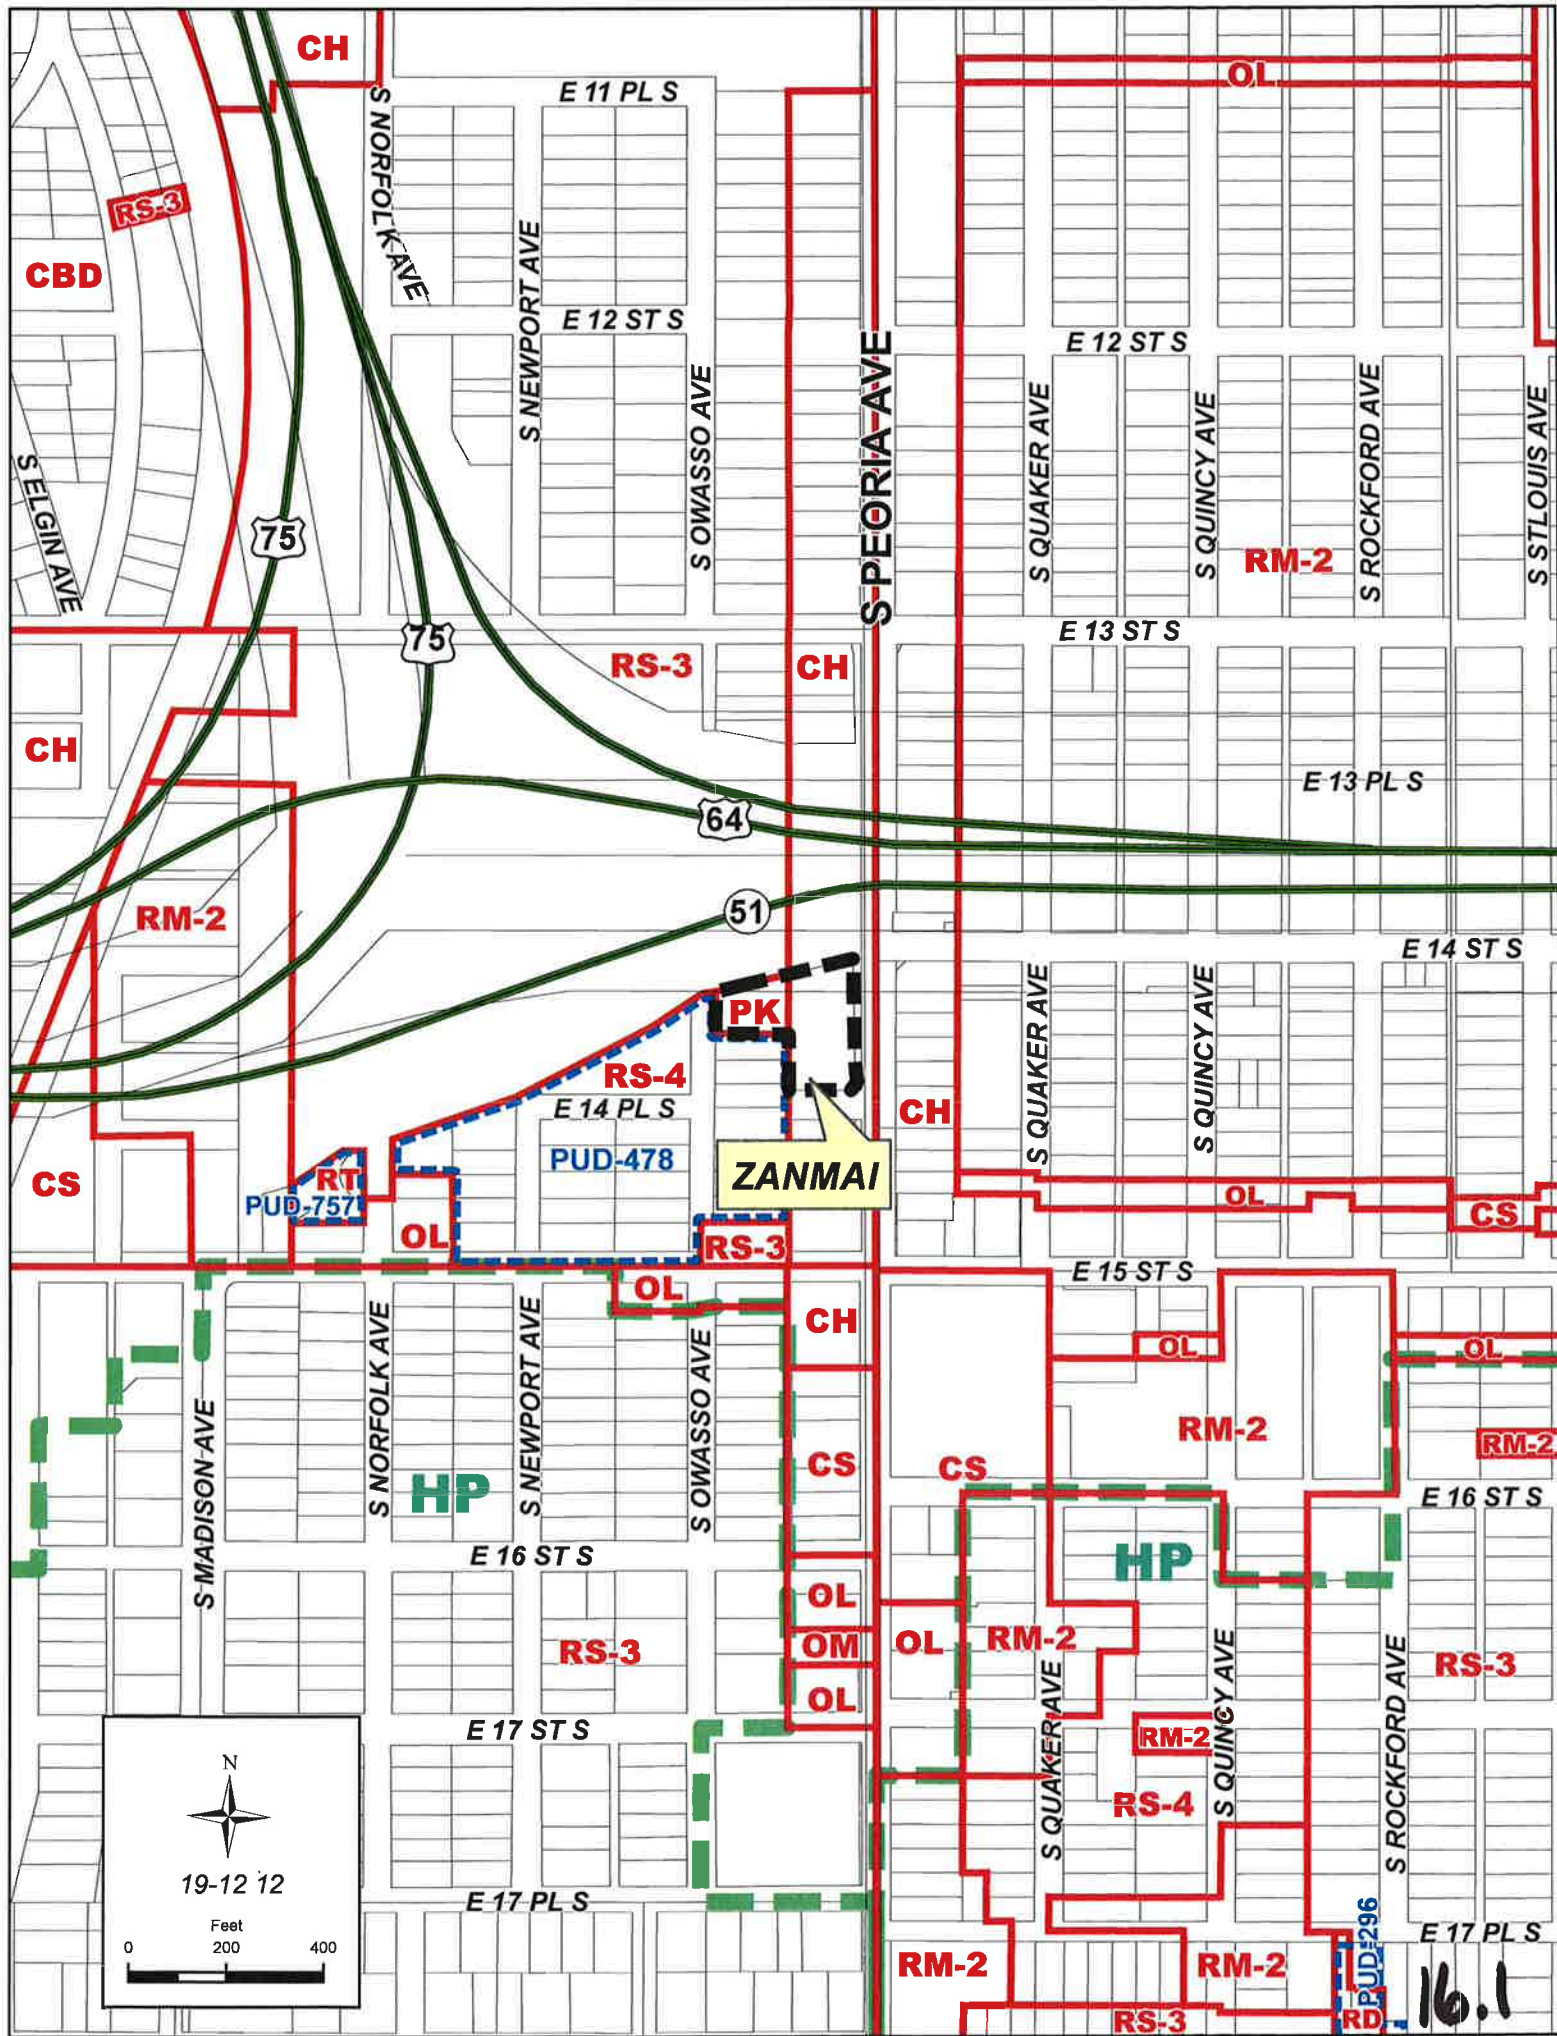 CH
E 11 PL S
OL
S NORFOLK AVE
RS-3
CBD
S NEWPORT AVE
E 12 ST S
S PEORIA AVE
E 12 ST S
S OWASSO AVE
S QUAKER AVE
S QUINCY AVE
S ROCKFORD AVE
S STLOUIS AVE
S ELGIN AVE
75
RM-2
75
E 13 ST S
RS-3
CH
CH
E 13 PL S
64
RM-2
51
E 14 ST S
PK
S QUAKER AVE
S QUINCY AVE
RS-4
E 14 PL S
CH
PUD-478
ZANMAI
CS
RT
PUD-757
OL
CS
OL
RS-3
E 15 ST S
OL
CH
OL
OL
S NORFOLK AVE
S NEWPORT AVE
S OWASSO AVE
S MADISON AVE
RM-2
RM-2
CS
CS
HP
E 16 ST S
E 16 ST S
HP
OL
OM
OL
RM-2
RS-3
RS-3
S QUAKER AVE
S QUINCY AVE
S ROCKFORD AVE
OL
E 17 ST S
RM-2
N
RS-4
19-12 12
E 17 PL S
Feet
0 200 400
PUD-296
E 17 PL S
RM-2
RM-2
16.1
RS-3
RD